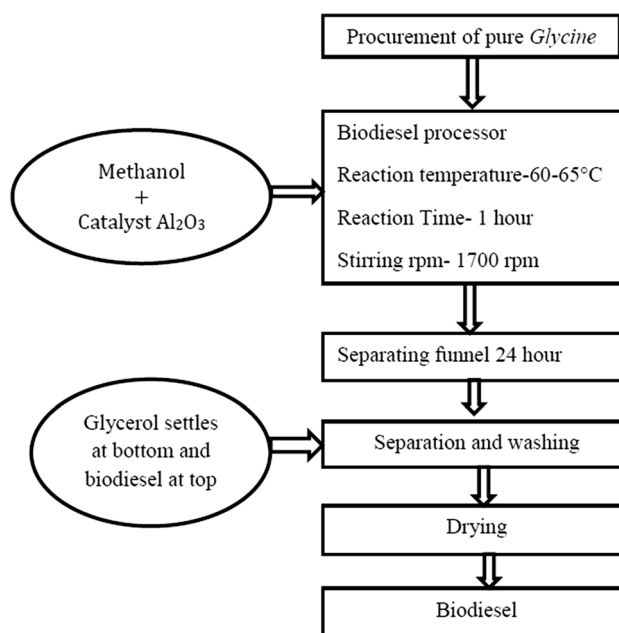 Procurement of pure Glycine
Methanol
+
Catalyst Al₂O₃
Biodiesel processor
Reaction temperature-60-65°C
Reaction Time- 1 hour
Stirring rpm- 1700 rpm
Separating funnel 24 hour
Glycerol settles
at bottom and
biodiesel at top
Separation and washing
Drying
Biodiesel